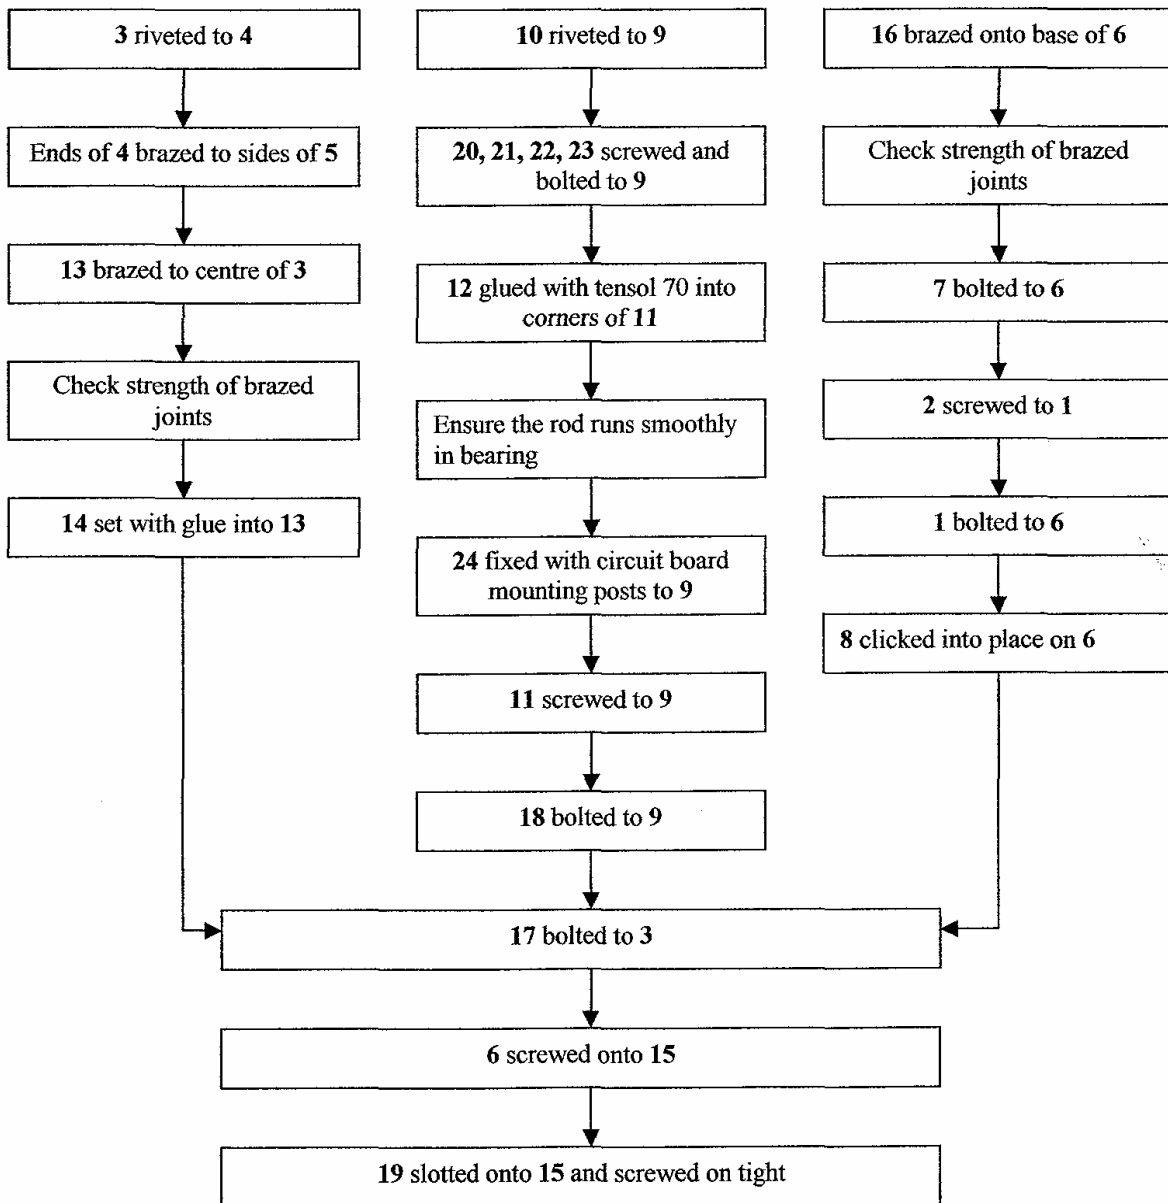 3 riveted to 4
Ends of 4 brazed to sides of 5
13 brazed to centre of 3
Check strength of brazed
joints
14 set with glue into 13
10 riveted to 9
20, 21, 22, 23 screwed and
bolted to 9
12 glued with tensol 70 into
corners of 11
Ensure the rod runs smoothly
in bearing
24 fixed with circuit board
mounting posts to 9
11 screwed to 9
18 bolted to 9
16 brazed onto base of 6
Check strength of brazed
joints
7 bolted to 6
2 screwed to 1
1 bolted to 6
8 clicked into place on 6
17 bolted to 3
6 screwed onto 15
19 slotted onto 15 and screwed on tight